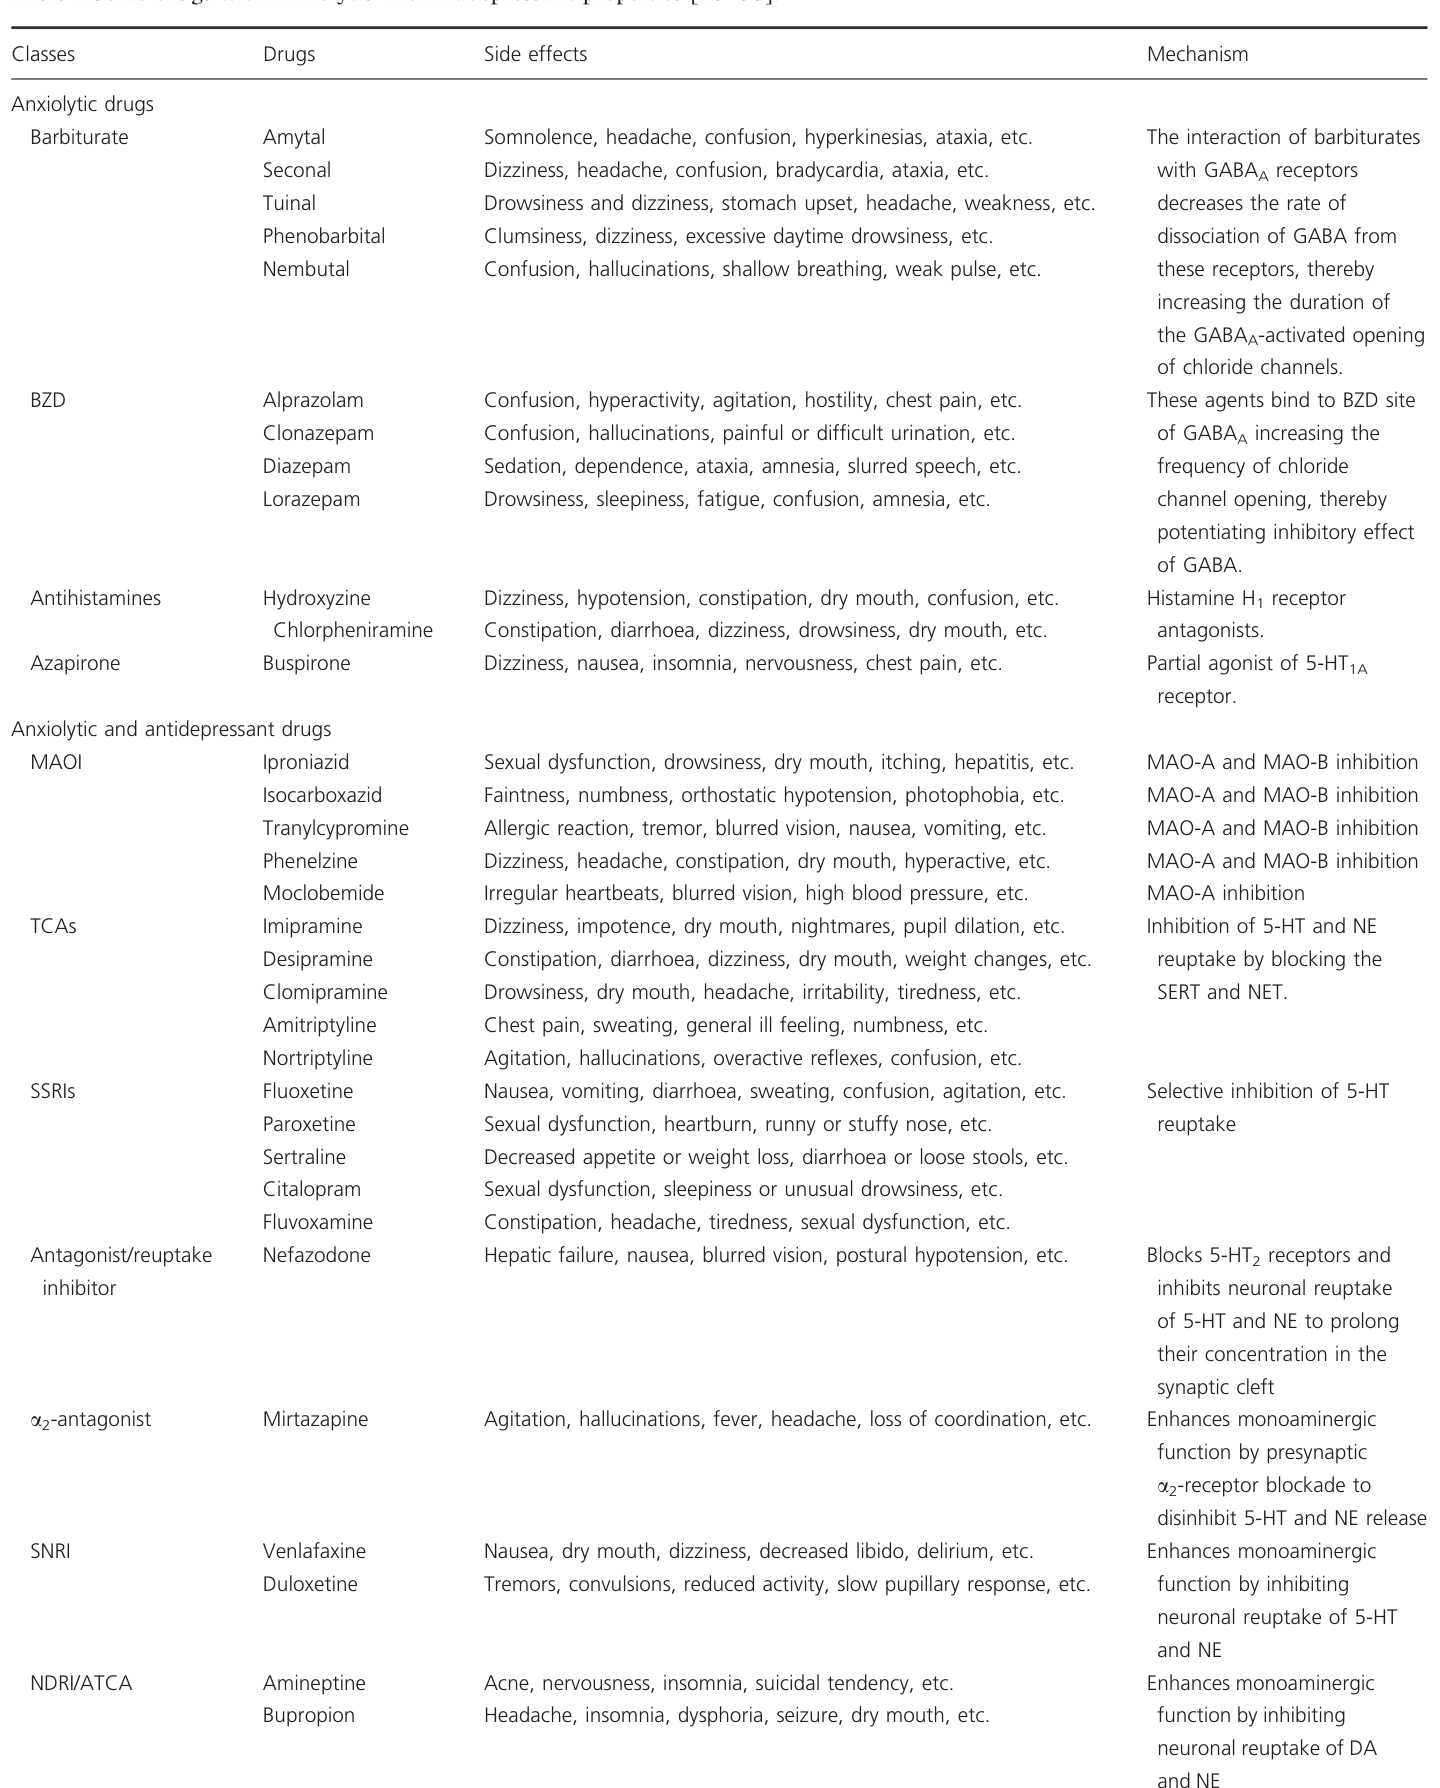 Classes Drugs Side effects Mechanism
Anxiolytic drugs
Barbiturate Amytal Somnolence, headache, confusion, hyperkinesias, ataxia, etc. The interaction of barbiturates
Seconal Dizziness, headache, confusion, bradycardia, ataxia, etc. with GABA_A receptors
Tuinal Drowsiness and dizziness, stomach upset, headache, weakness, etc. decreases the rate of
Phenobarbital Clumsiness, dizziness, excessive daytime drowsiness, etc. dissociation of GABA from
Nembutal Confusion, hallucinations, shallow breathing, weak pulse, etc. these receptors, thereby
increasing the duration of
the GABA_A-activated opening
of chloride channels.
BZD Alprazolam Confusion, hyperactivity, agitation, hostility, chest pain, etc. These agents bind to BZD site
Clonazepam Confusion, hallucinations, painful or difficult urination, etc. of GABA_A increasing the
Diazepam Sedation, dependence, ataxia, amnesia, slurred speech, etc. frequency of chloride
Lorazepam Drowsiness, sleepiness, fatigue, confusion, amnesia, etc. channel opening, thereby
potentiating inhibitory effect
of GABA.
Antihistamines Hydroxyzine Dizziness, hypotension, constipation, dry mouth, confusion, etc. Histamine H₁ receptor
Chlorpheniramine Constipation, diarrhoea, dizziness, drowsiness, dry mouth, etc. antagonists.
Azapirone Buspirone Dizziness, nausea, insomnia, nervousness, chest pain, etc. Partial agonist of 5-HT_1A
receptor.
Anxiolytic and antidepressant drugs
MAOI Iproniazid Sexual dysfunction, drowsiness, dry mouth, itching, hepatitis, etc. MAO-A and MAO-B inhibition
Isocarboxazid Faintness, numbness, orthostatic hypotension, photophobia, etc. MAO-A and MAO-B inhibition
Tranylcypromine Allergic reaction, tremor, blurred vision, nausea, vomiting, etc. MAO-A and MAO-B inhibition
Phenelzine Dizziness, headache, constipation, dry mouth, hyperactive, etc. MAO-A and MAO-B inhibition
Moclobemide Irregular heartbeats, blurred vision, high blood pressure, etc. MAO-A inhibition
TCAs Imipramine Dizziness, impotence, dry mouth, nightmares, pupil dilation, etc. Inhibition of 5-HT and NE
Desipramine Constipation, diarrhoea, dizziness, dry mouth, weight changes, etc. reuptake by blocking the
Clomipramine Drowsiness, dry mouth, headache, irritability, tiredness, etc. SERT and NET.
Amitriptyline Chest pain, sweating, general ill feeling, numbness, etc.
Nortriptyline Agitation, hallucinations, overactive reflexes, confusion, etc.
SSRIs Fluoxetine Nausea, vomiting, diarrhoea, sweating, confusion, agitation, etc. Selective inhibition of 5-HT
Paroxetine Sexual dysfunction, heartburn, runny or stuffy nose, etc. reuptake
Sertraline Decreased appetite or weight loss, diarrhoea or loose stools, etc.
Citalopram Sexual dysfunction, sleepiness or unusual drowsiness, etc.
Fluvoxamine Constipation, headache, tiredness, sexual dysfunction, etc.
Antagonist/reuptake Nefazodone Hepatic failure, nausea, blurred vision, postural hypotension, etc. Blocks 5-HT₂ receptors and
inhibitor inhibits neuronal reuptake
of 5-HT and NE to prolong
their concentration in the
synaptic cleft
α₂-antagonist Mirtazapine Agitation, hallucinations, fever, headache, loss of coordination, etc. Enhances monoaminergic
function by presynaptic
α₂-receptor blockade to
disinhibit 5-HT and NE release
SNRI Venlafaxine Nausea, dry mouth, dizziness, decreased libido, delirium, etc. Enhances monoaminergic
Duloxetine Tremors, convulsions, reduced activity, slow pupillary response, etc. function by inhibiting
neuronal reuptake of 5-HT
and NE
NDRI/ATCA Amineptine Acne, nervousness, insomnia, suicidal tendency, etc. Enhances monoaminergic
Bupropion Headache, insomnia, dysphoria, seizure, dry mouth, etc. function by inhibiting
neuronal reuptake of DA
and NE